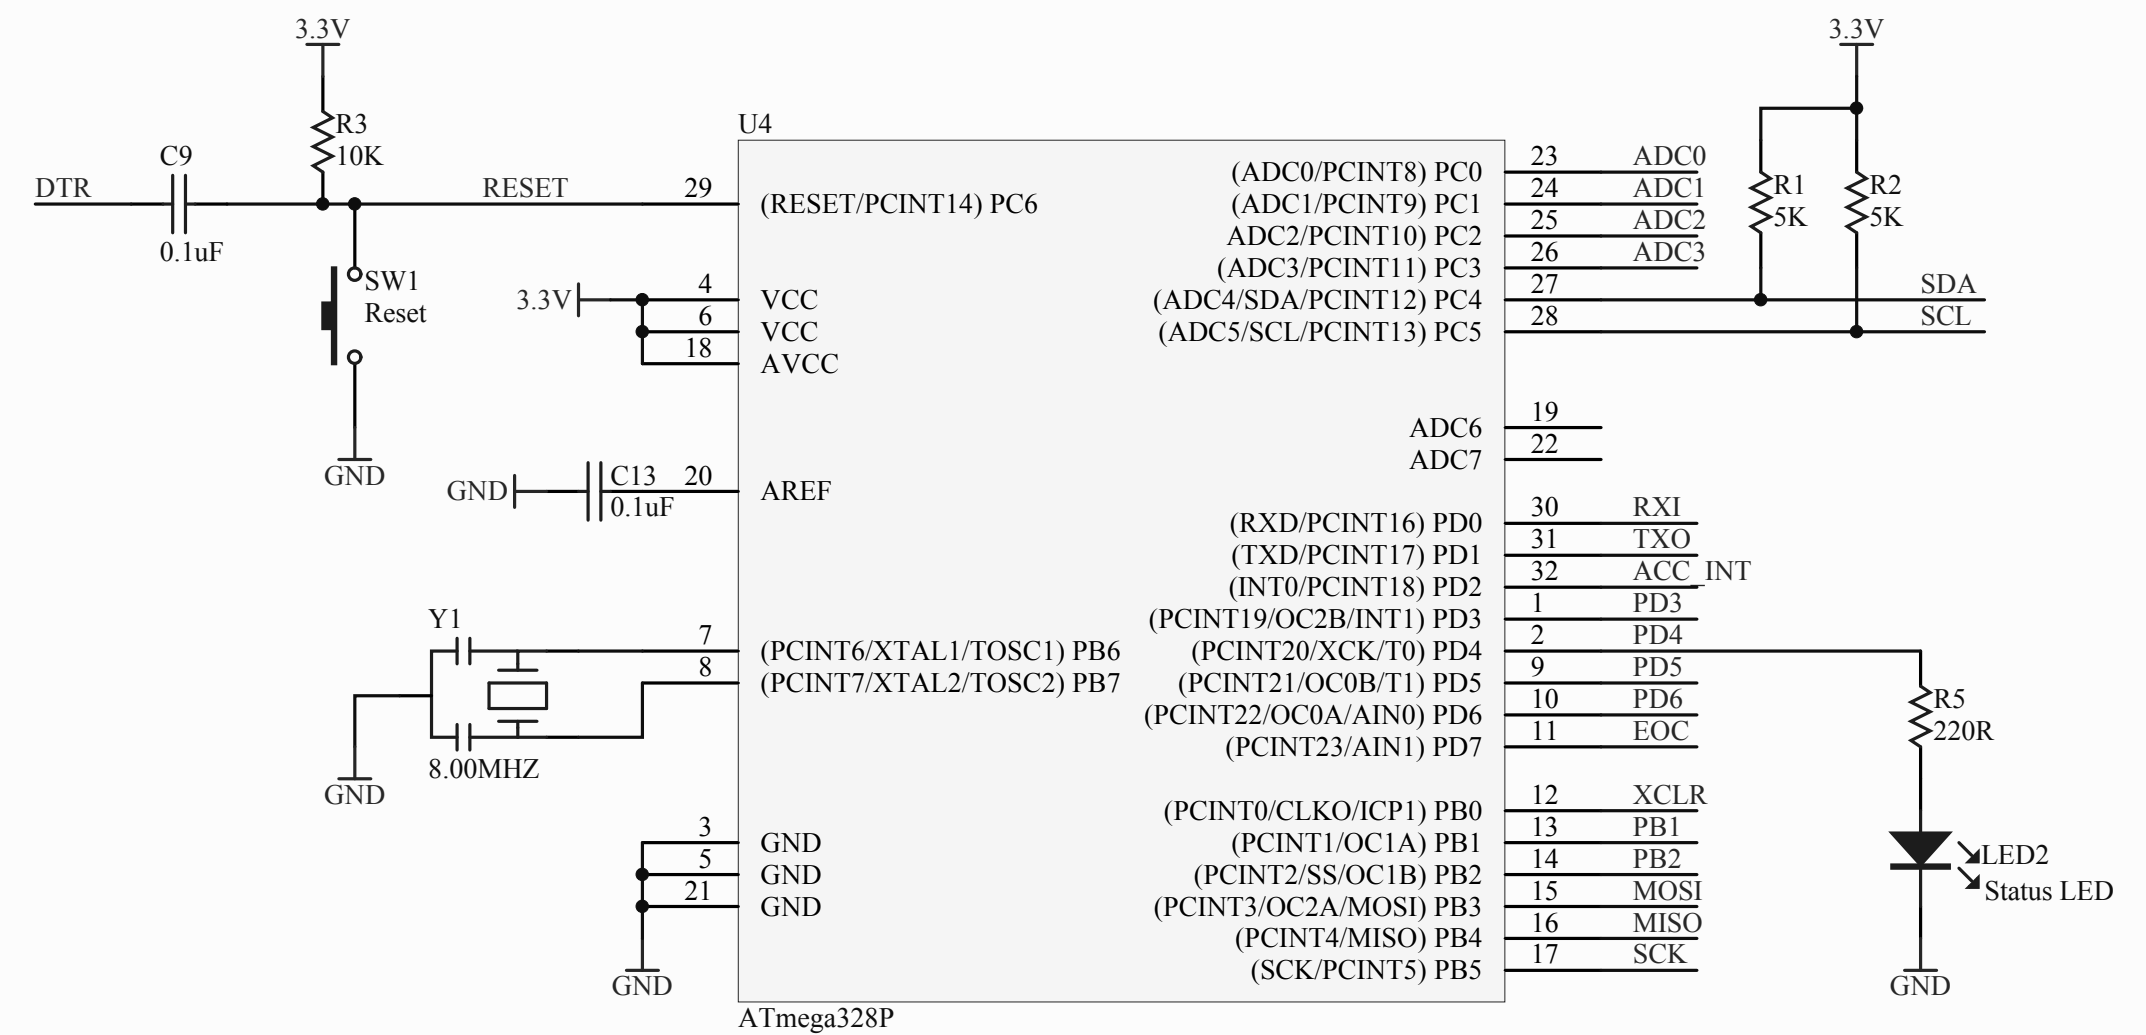 3.3V
R3
10K
C9
0.1uF
DTR
RESET
29
(RESET/PCINT14) PC6
SW1
Reset
GND
3.3V
4
VCC
6
VCC
18
AVCC
GND
C13
0.1uF
20
AREF
Y1
8.00MHZ
GND
7
(PCINT6/XTAL1/TOSC1) PB6
8
(PCINT7/XTAL2/TOSC2) PB7
3
GND
5
GND
21
GND
GND
U4
ATmega328P
(ADC0/PCINT8) PC0
23
ADC0
(ADC1/PCINT9) PC1
24
ADC1
ADC2/PCINT10) PC2
25
ADC2
(ADC3/PCINT11) PC3
26
ADC3
(ADC4/SDA/PCINT12) PC4
27
SDA
(ADC5/SCL/PCINT13) PC5
28
SCL
3.3V
R1
5K
R2
5K
ADC6
19
ADC7
22
(RXD/PCINT16) PD0
30
RXI
(TXD/PCINT17) PD1
31
TXO
(INT0/PCINT18) PD2
32
ACC_INT
(PCINT19/OC2B/INT1) PD3
1
PD3
(PCINT20/XCK/T0) PD4
2
PD4
(PCINT21/OC0B/T1) PD5
9
PD5
(PCINT22/OC0A/AIN0) PD6
10
PD6
(PCINT23/AIN1) PD7
11
EOC
(PCINT0/CLKO/ICP1) PB0
12
XCLR
(PCINT1/OC1A) PB1
13
PB1
(PCINT2/SS/OC1B) PB2
14
PB2
(PCINT3/OC2A/MOSI) PB3
15
MOSI
(PCINT4/MISO) PB4
16
MISO
(SCK/PCINT5) PB5
17
SCK
R5
220R
LED2
Status LED
GND